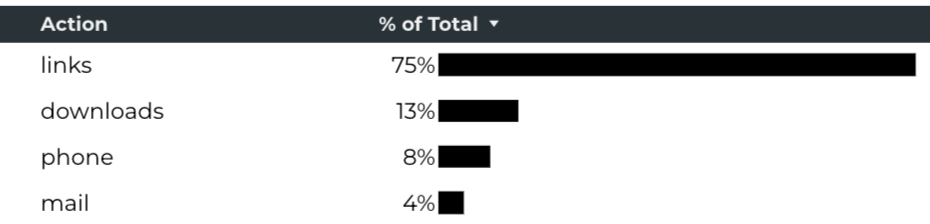 Action % of Total ▼
links 75%
downloads 13%
phone 8%
mail 4%